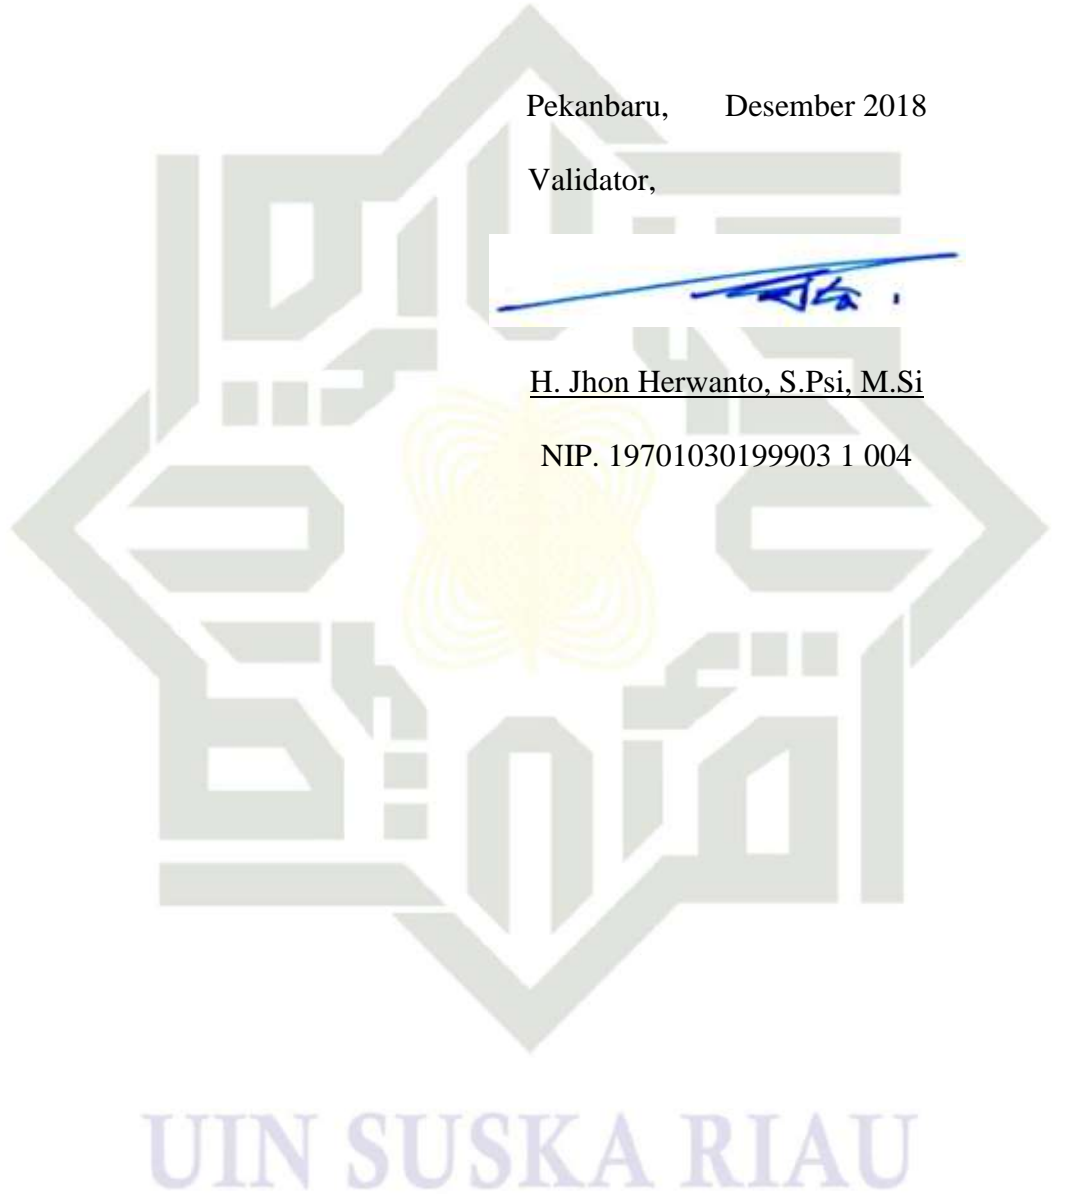 Pekanbaru, Desember 2018
Validator,
H. Jhon Herwanto, S.Psi, M.Si
NIP. 19701030199903 1 004
UIN SUSKA RIAU